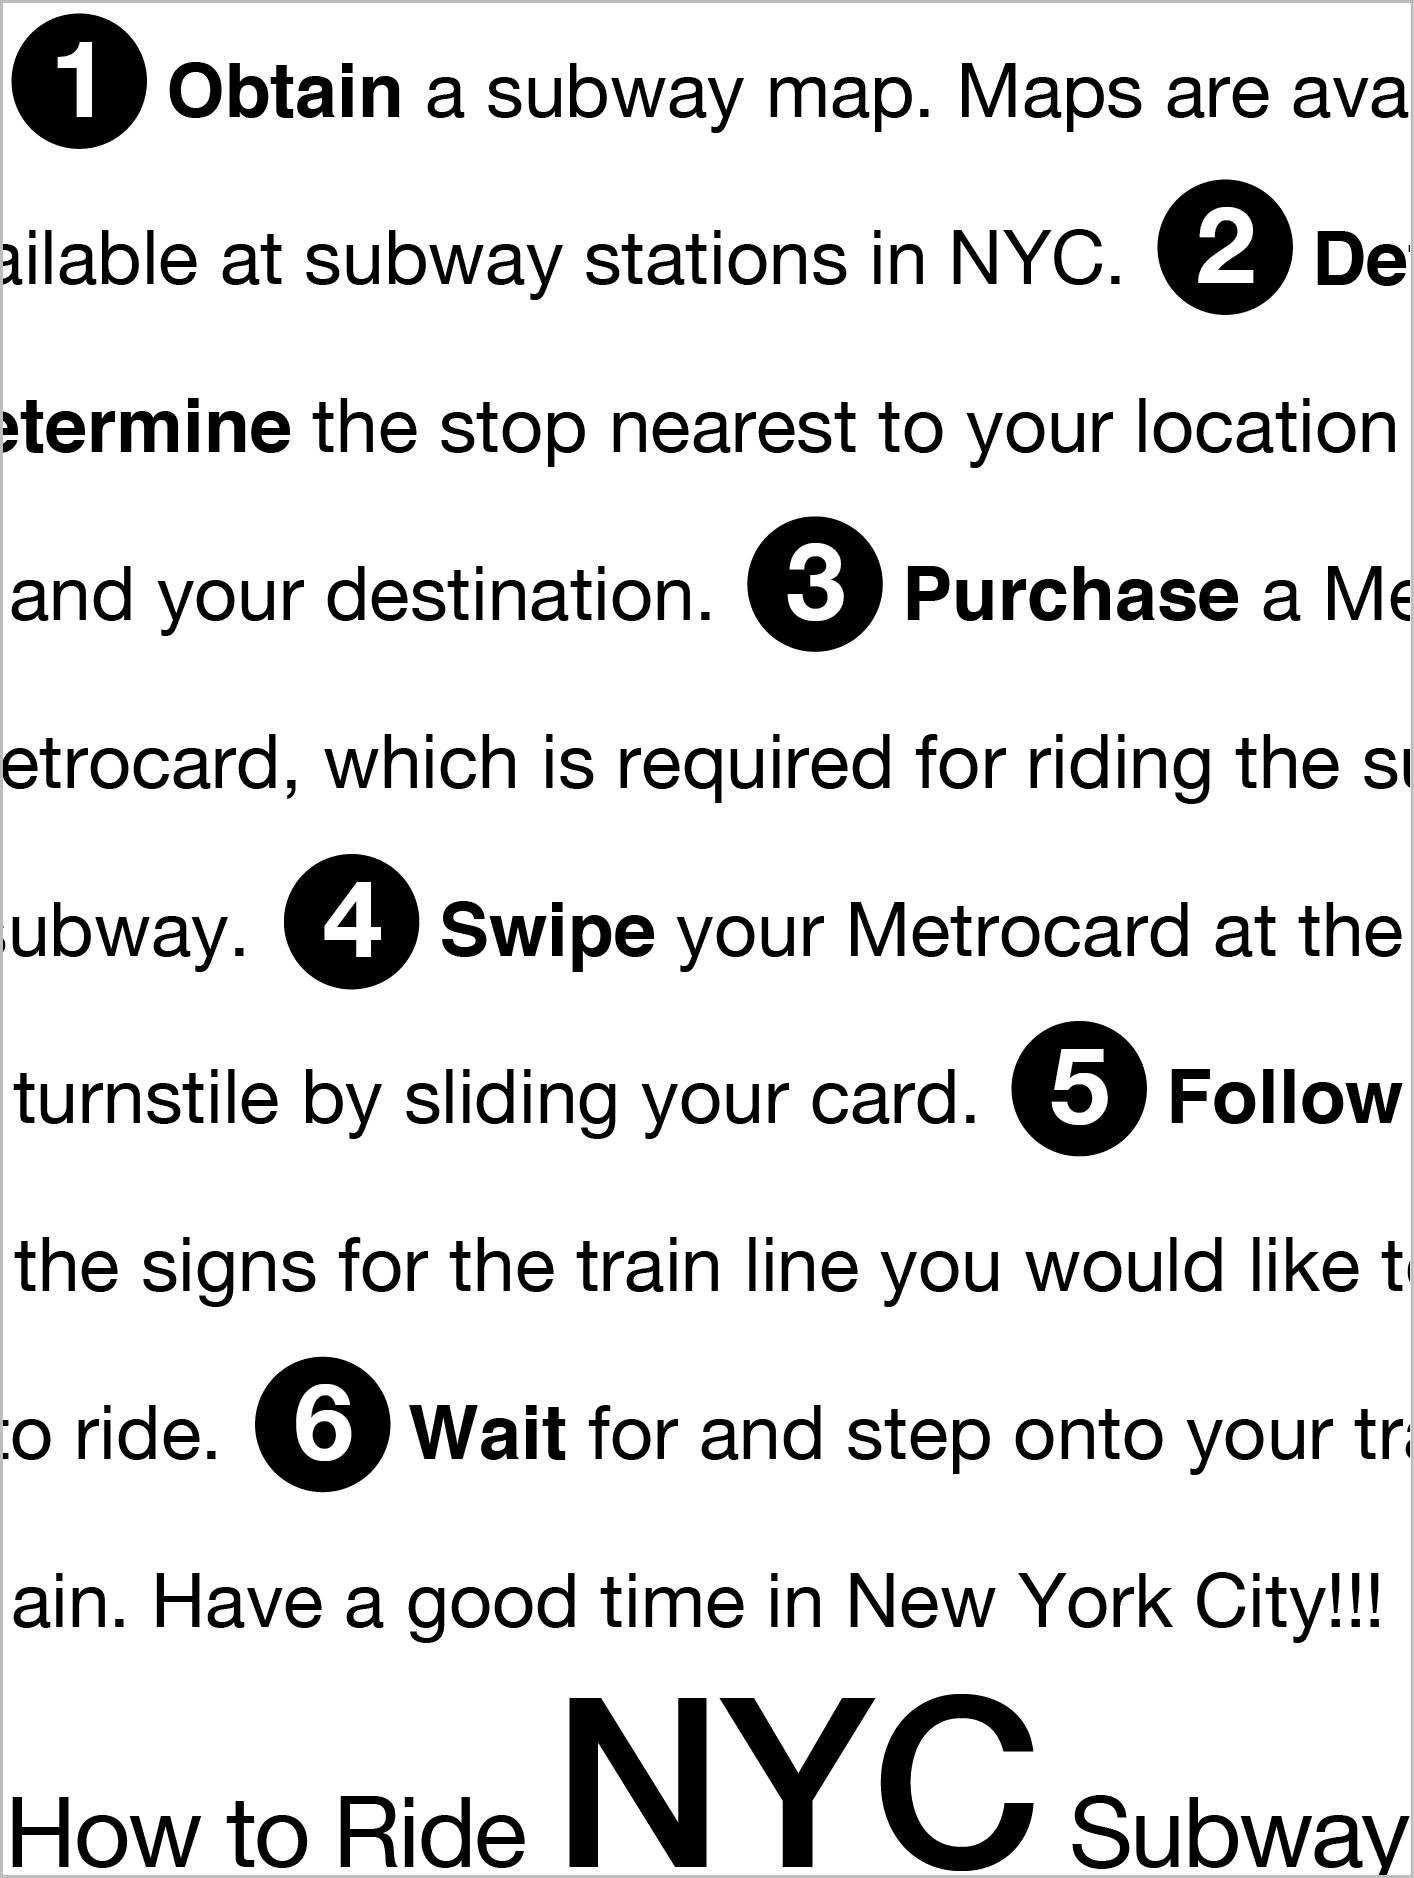 1 Obtain a subway map. Maps are ava
ailable at subway stations in NYC. 2 Det
etermine the stop nearest to your location
and your destination. 3 Purchase a Me
etrocard, which is required for riding the su
subway. 4 Swipe your Metrocard at the
turnstile by sliding your card. 5 Follow
the signs for the train line you would like to
to ride. 6 Wait for and step onto your tra
ain. Have a good time in New York City!!!
How to Ride NYC Subway